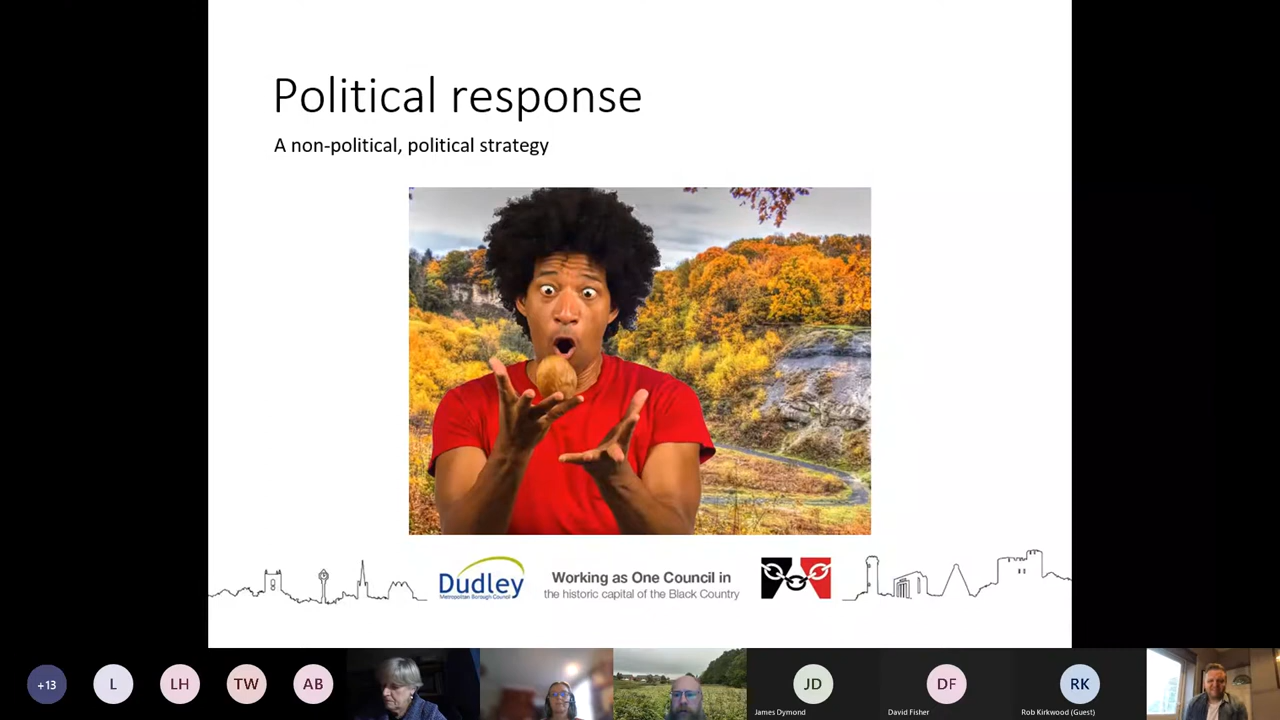 Political response
A non-political, political strategy
Dudley
Metropolitan Borough Council
Working as One Council in
the historic capital of the Black Country
+13
L
LH
TW
AB
JD
DF
RK
James Dymond
David Fisher
Rob Kirkwood (Guest)